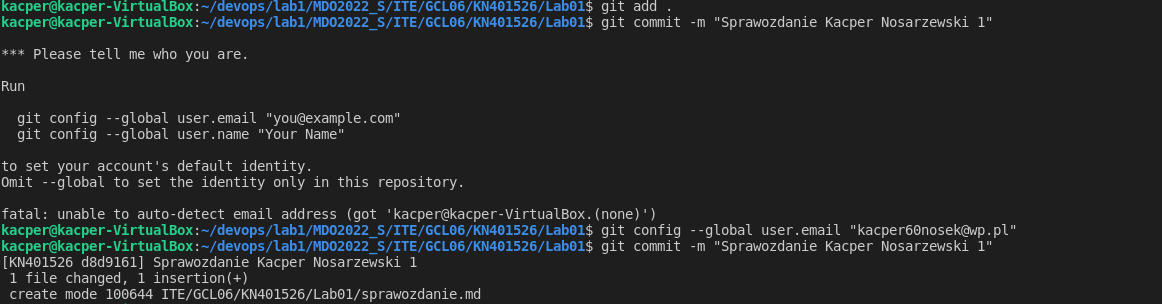 kacper@kacper-VirtualBox:~/devops/lab1/MDO2022_S/ITE/GCL06/KN401526/Lab01$ git add .
kacper@kacper-VirtualBox:~/devops/lab1/MDO2022_S/ITE/GCL06/KN401526/Lab01$ git commit -m "Sprawozdanie Kacper Nosarzewski 1"

*** Please tell me who you are.

Run

  git config --global user.email "you@example.com"
  git config --global user.name "Your Name"

to set your account's default identity.
Omit --global to set the identity only in this repository.

fatal: unable to auto-detect email address (got 'kacper@kacper-VirtualBox.(none)')
kacper@kacper-VirtualBox:~/devops/lab1/MDO2022_S/ITE/GCL06/KN401526/Lab01$ git config --global user.email "kacper60nosek@wp.pl"
kacper@kacper-VirtualBox:~/devops/lab1/MDO2022_S/ITE/GCL06/KN401526/Lab01$ git commit -m "Sprawozdanie Kacper Nosarzewski 1"
[KN401526 d8d9161] Sprawozdanie Kacper Nosarzewski 1
 1 file changed, 1 insertion(+)
 create mode 100644 ITE/GCL06/KN401526/Lab01/sprawozdanie.md